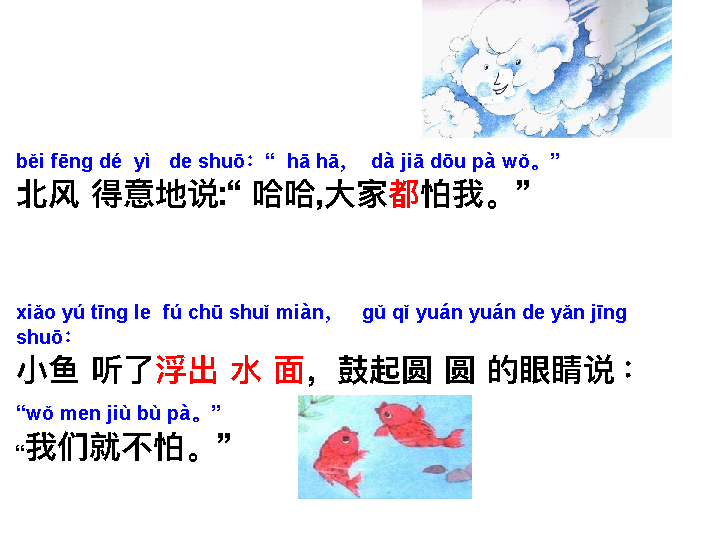 běi fēng dé yì de shuō：“ hā hā， dà jiā dōu pà wǒ。”
北风 得意地说:“ 哈哈,大家都怕我。”
xiǎo yú tīng le fú chū shuǐ miàn， gǔ qǐ yuán yuán de yǎn jīng
shuō：
小鱼 听了浮出 水 面，鼓起圆 圆 的眼睛说：
“wǒ men jiù bù pà。”
“我们就不怕。”